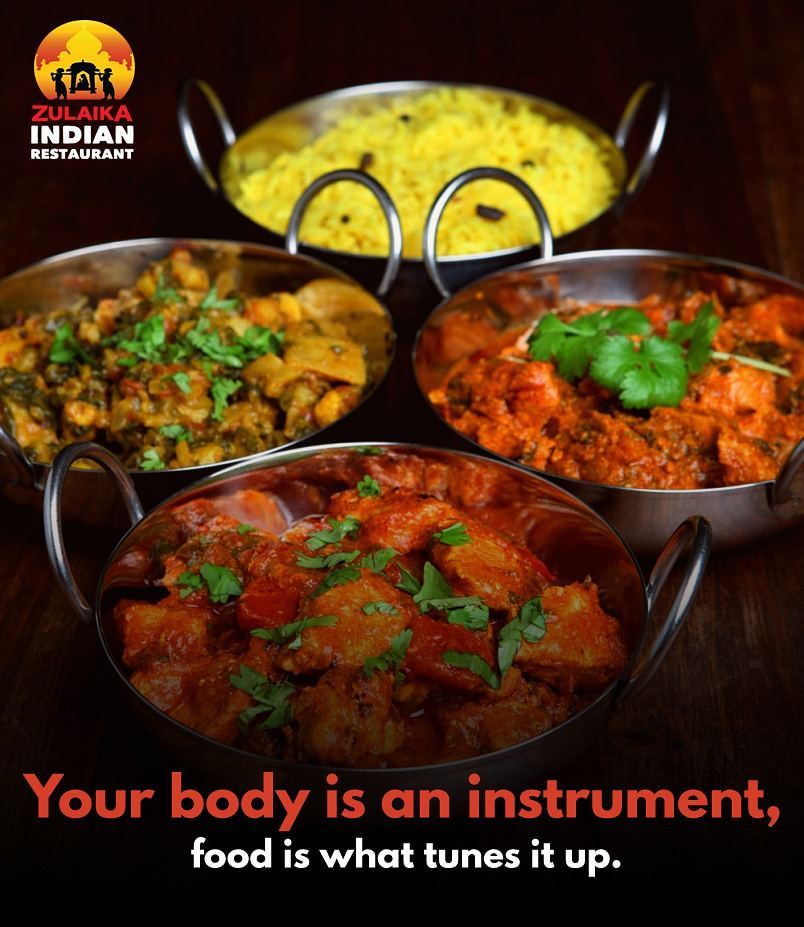 ZULAIKA
INDIAN
RESTAURANT
Your body is an instrument,
food is what tunes it up.